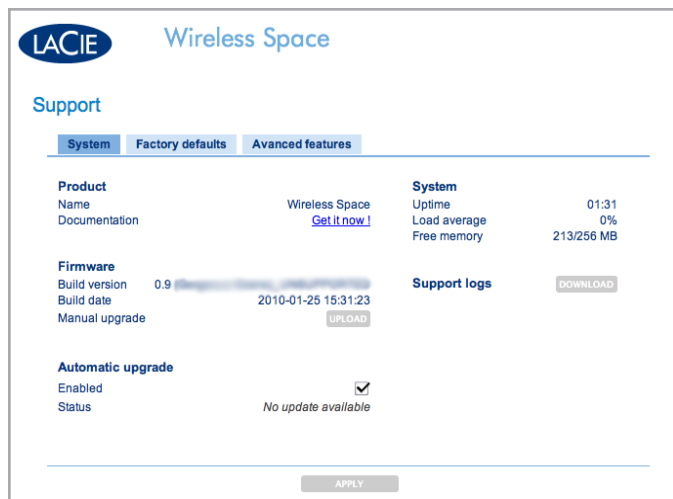 LACIE
Wireless Space
Support
System Factory defaults Avanced features
Product
Name Wireless Space
Documentation Get it now !
Firmware
Build version 0.9
Build date 2010-01-25 15:31:23
Manual upgrade UPLOAD
Automatic upgrade
Enabled
Status No update available
System
Uptime 01:31
Load average 0%
Free memory 213/256 MB
Support logs DOWNLOAD
APPLY